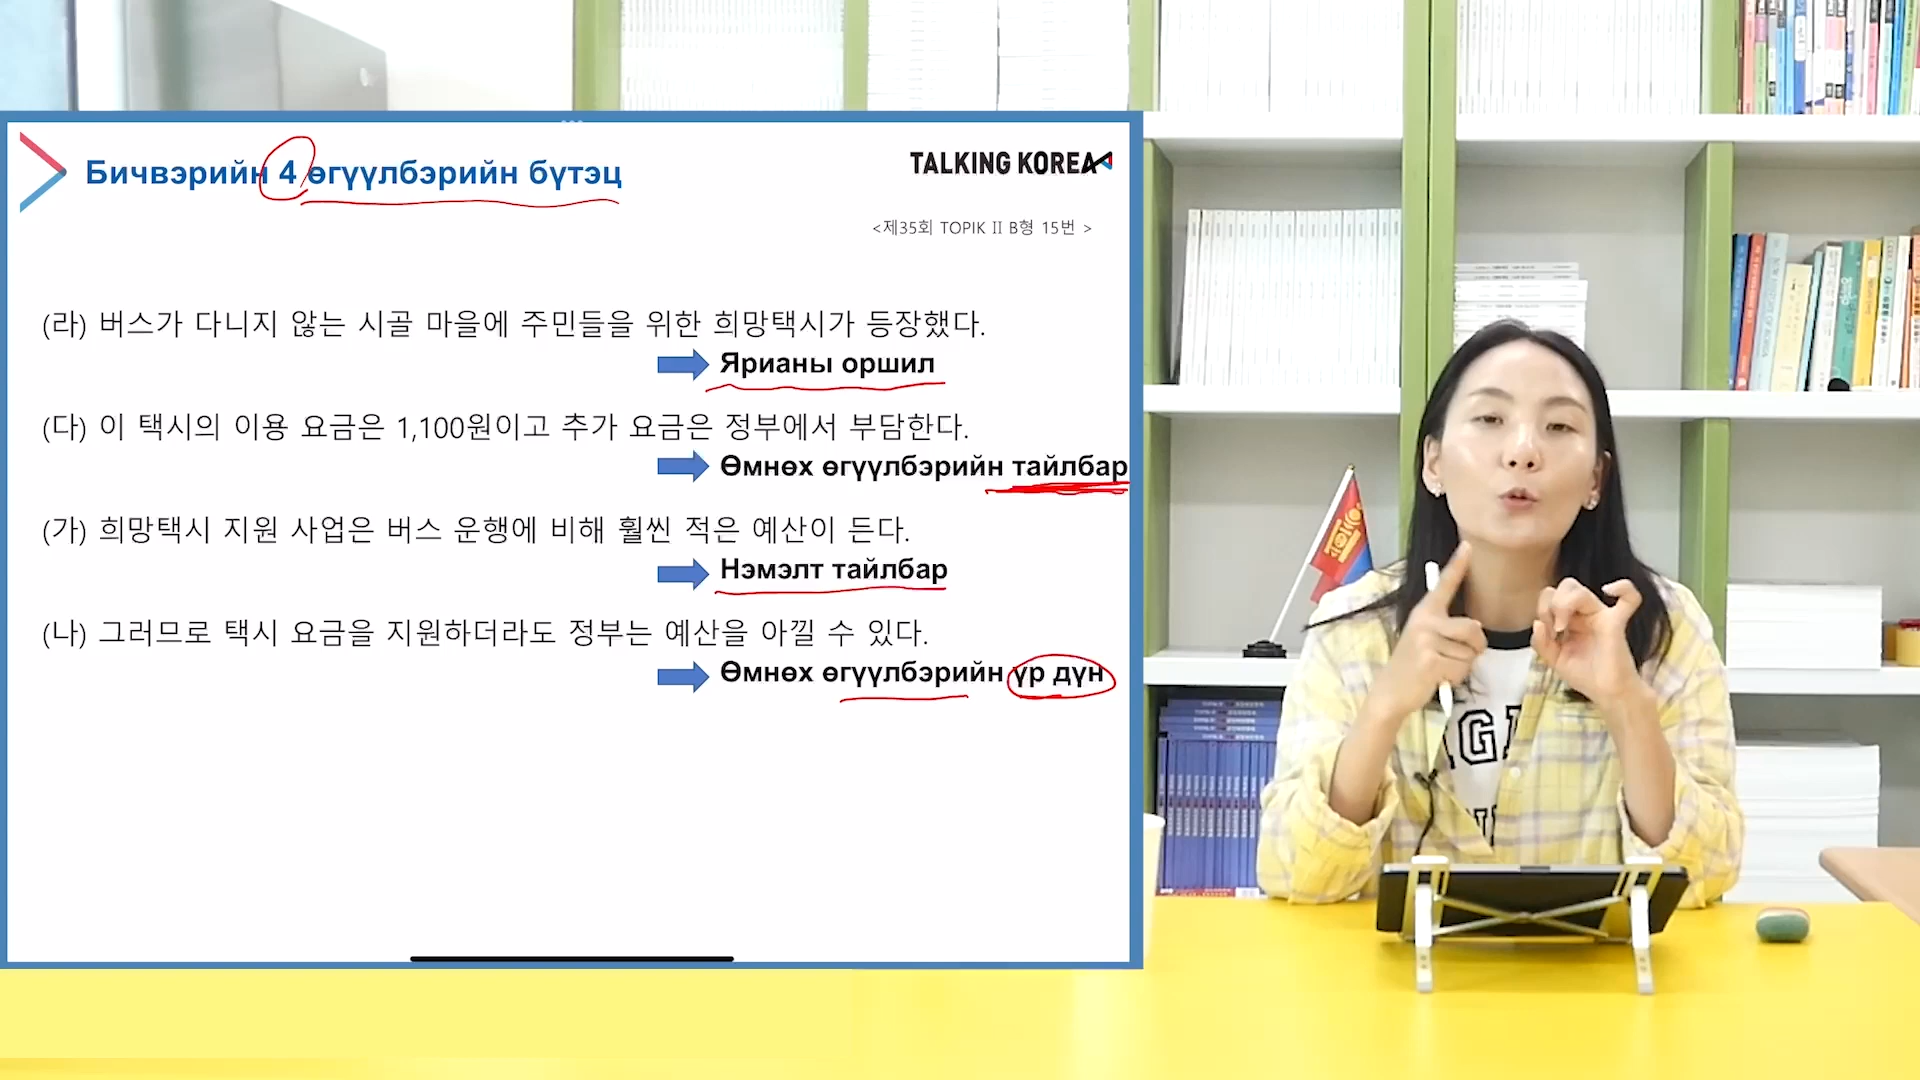 Бичвэрийн 4 өгүүлбэрийн бүтэц
TALKING KOREA
<제35회 TOPIK II B형 15번 >
(라) 버스가 다니지 않는 시골 마을에 주민들을 위한 희망택시가 등장했다.
Ярианы оршил
(다) 이 택시의 이용 요금은 1,100원이고 추가 요금은 정부에서 부담한다.
Өмнөх өгүүлбэрийн тайлбар
(가) 희망택시 지원 사업은 버스 운행에 비해 훨씬 적은 예산이 든다.
Нэмэлт тайлбар
(나) 그러므로 택시 요금을 지원하더라도 정부는 예산을 아낄 수 있다.
Өмнөх өгүүлбэрийн үр дүн